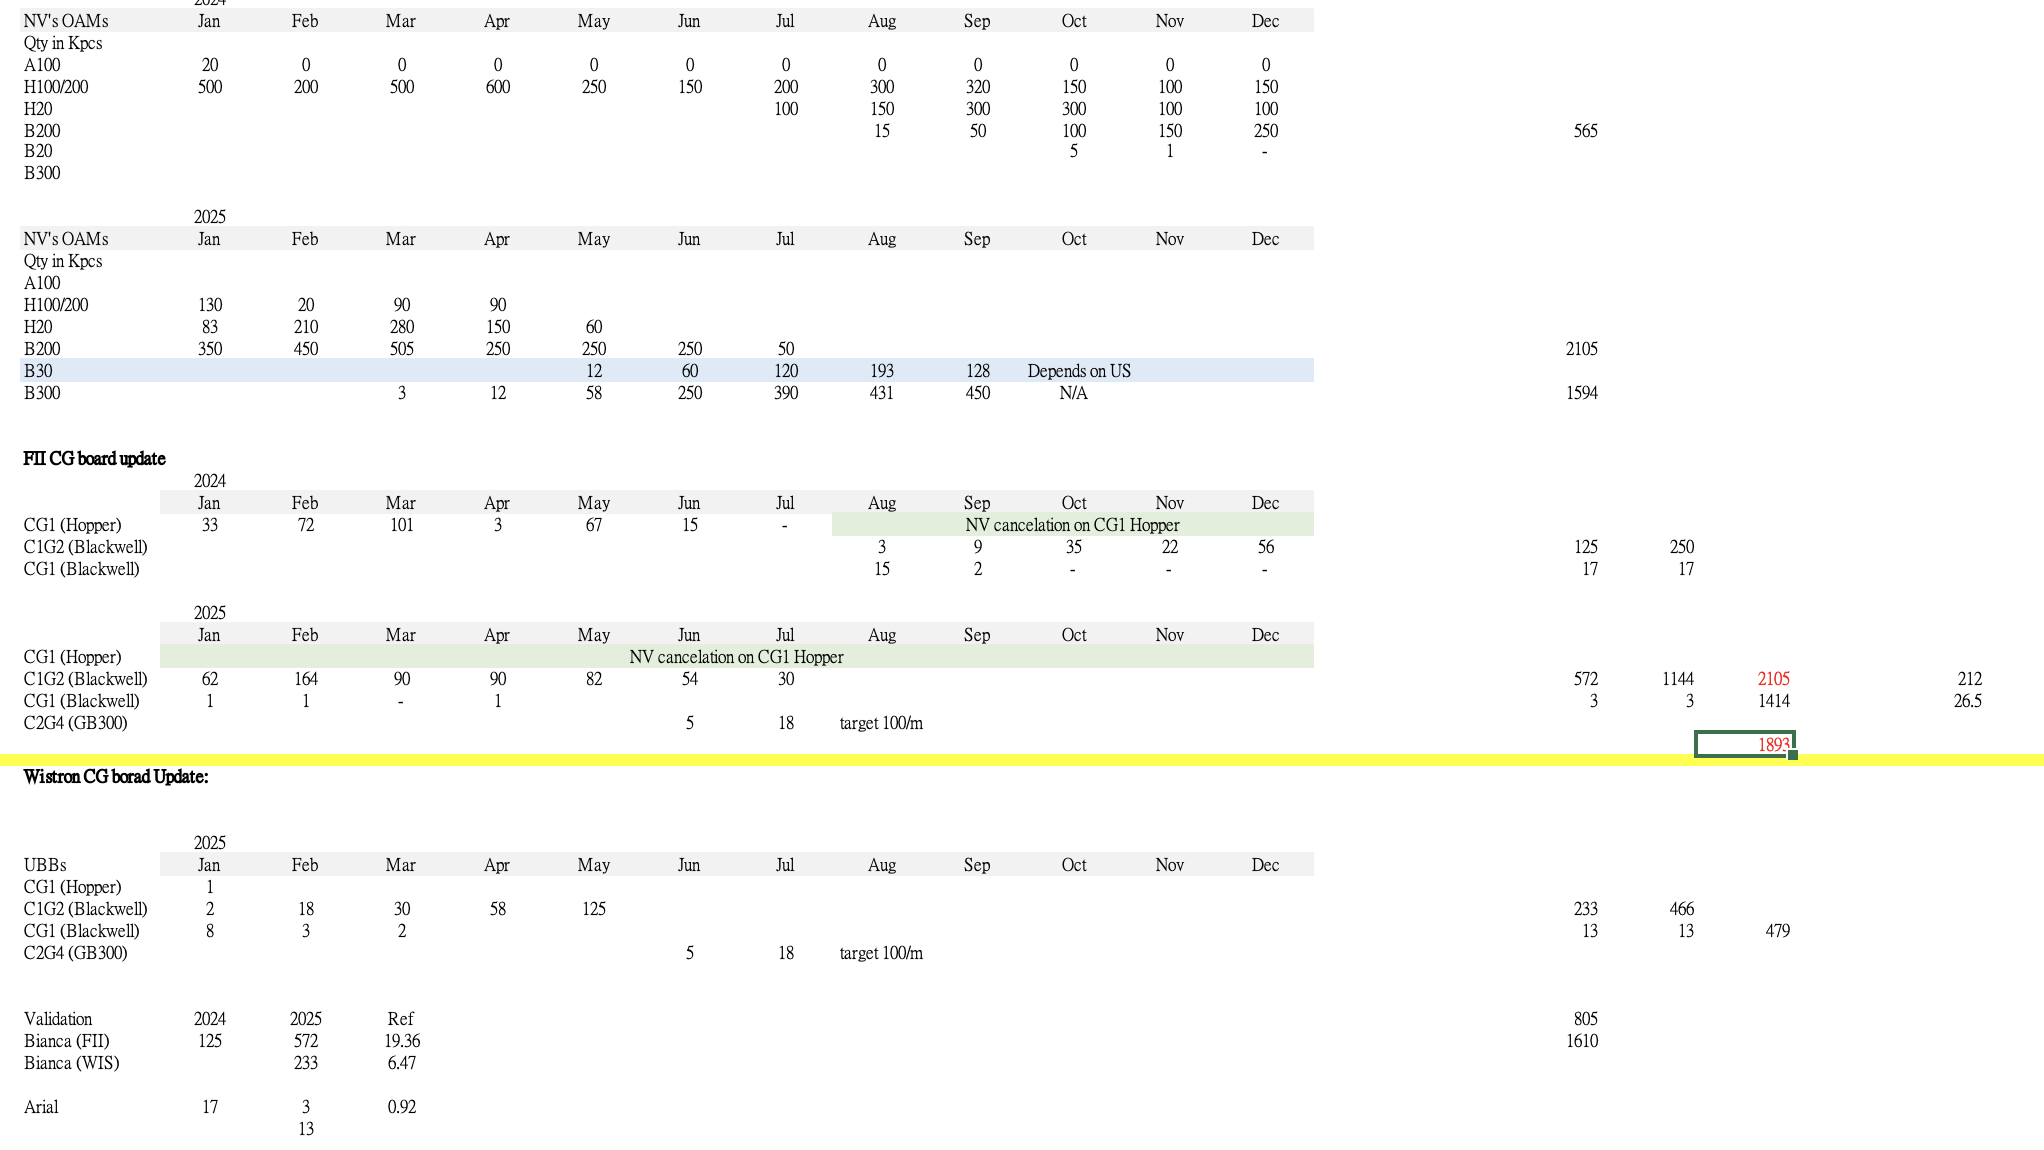 2024
NV's OAMs Jan Feb Mar Apr May Jun Jul Aug Sep Oct Nov Dec
Qty in Kpcs
A100 20 0 0 0 0 0 0 0 0 0 0 0
H100/200 500 200 500 600 250 150 200 300 320 150 100 150
H20 100 150 300 300 100 100
B200 15 50 100 150 250 565
B20 5 1 -
B300
2025
NV's OAMs Jan Feb Mar Apr May Jun Jul Aug Sep Oct Nov Dec
Qty in Kpcs
A100
H100/200 130 20 90 90
H20 83 210 280 150 60
B200 350 450 505 250 250 250 50 2105
B30 12 60 120 193 128 Depends on US
B300 3 12 58 250 390 431 450 N/A 1594
FII CG board update
2024
Jan Feb Mar Apr May Jun Jul Aug Sep Oct Nov Dec
CG1 (Hopper) 33 72 101 3 67 15 - NV cancelation on CG1 Hopper
C1G2 (Blackwell) 3 9 35 22 56 125 250
CG1 (Blackwell) 15 2 - - - 17 17
2025
Jan Feb Mar Apr May Jun Jul Aug Sep Oct Nov Dec
CG1 (Hopper) NV cancelation on CG1 Hopper
C1G2 (Blackwell) 62 164 90 90 82 54 30 572 1144 2105 212
CG1 (Blackwell) 1 1 - 1 3 3 1414 26.5
C2G4 (GB300) 5 18 target 100/m
1893
Wistron CG borad Update:
2025
UBBs Jan Feb Mar Apr May Jun Jul Aug Sep Oct Nov Dec
CG1 (Hopper) 1
C1G2 (Blackwell) 2 18 30 58 125 233 466
CG1 (Blackwell) 8 3 2 13 13 479
C2G4 (GB300) 5 18 target 100/m
Validation 2024 2025 Ref 805
Bianca (FII) 125 572 19.36 1610
Bianca (WIS) 233 6.47
Arial 17 3 0.92
13